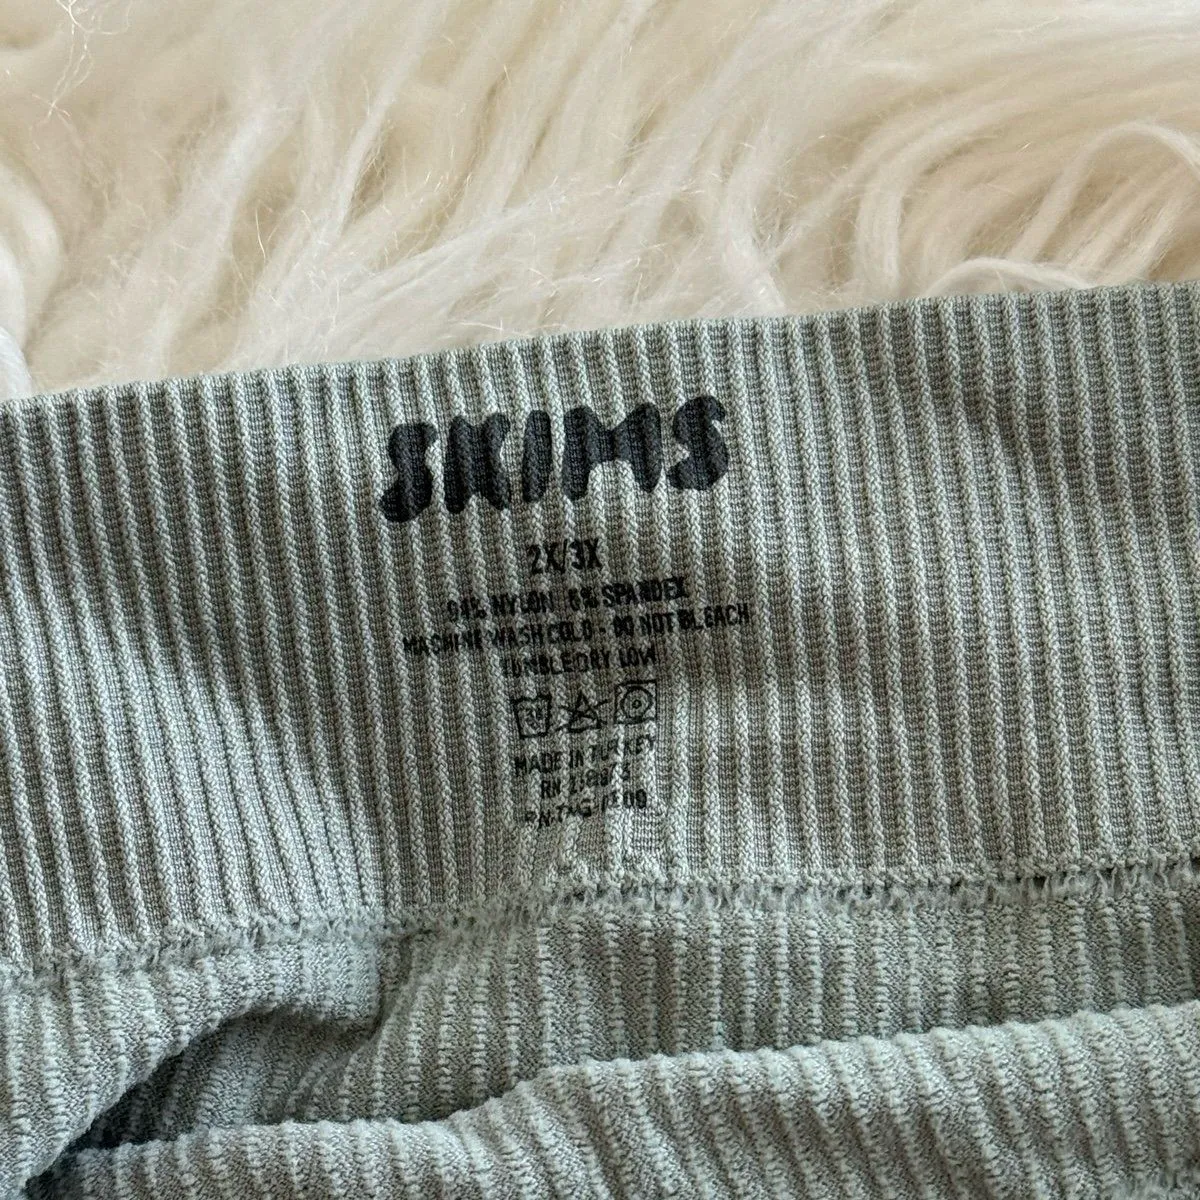 SKIMS
2X/3X
94% NYLON 6% SPANDEX
MACHINE WASH COLD - DO NOT BLEACH
TUMBLE DRY LOW
MADE IN TURKEY
RN